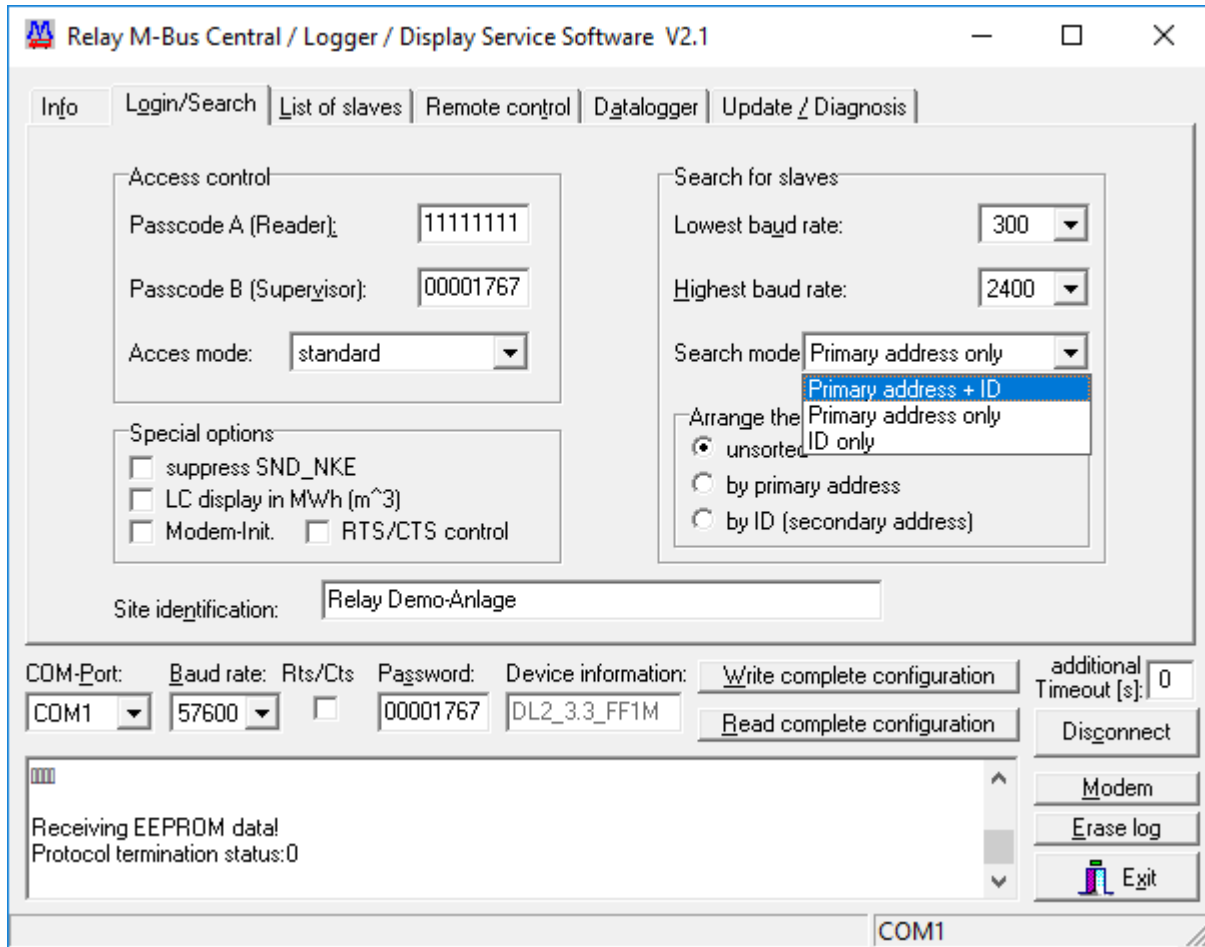 Relay M-Bus Central / Logger / Display Service Software V2.1
Info Login/Search List of slaves Remote control Datalogger Update / Diagnosis
Access control
Passcode A (Reader): 11111111
Passcode B (Supervisor): 00001767
Acces mode: standard
Special options
suppress SND_NKE
LC display in MWh (m^3)
Modem-Init. RTS/CTS control
Search for slaves
Lowest baud rate: 300
Highest baud rate: 2400
Search mode Primary address only
Primary address + ID
Primary address only
ID only
Arrange the
unsorted
by primary address
by ID (secondary address)
Site identification: Relay Demo-Anlage
COM-Port: Baud rate: Rts/Cts Password: Device information:
COM1 57600 00001767 DL2_3.3_FF1M
Write complete configuration
Read complete configuration
additional
Timeout [s]: 0
Disconnect
Modem
Erase log
Exit
Receiving EEPROM data!
Protocol termination status:0
COM1